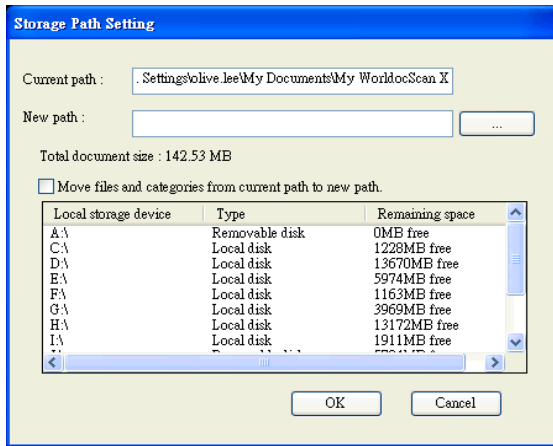 Storage Path Setting
Current path : . Settings\olive.lee\My Documents\My WorldocScan X
New path : ...
Total document size : 142.53 MB
Move files and categories from current path to new path.
Local storage device Type Remaining space
A:\ Removable disk 0MB free
C:\ Local disk 1228MB free
D:\ Local disk 13670MB free
E:\ Local disk 5974MB free
F:\ Local disk 1163MB free
G:\ Local disk 3969MB free
H:\ Local disk 13172MB free
I:\ Local disk 1911MB free
OK Cancel